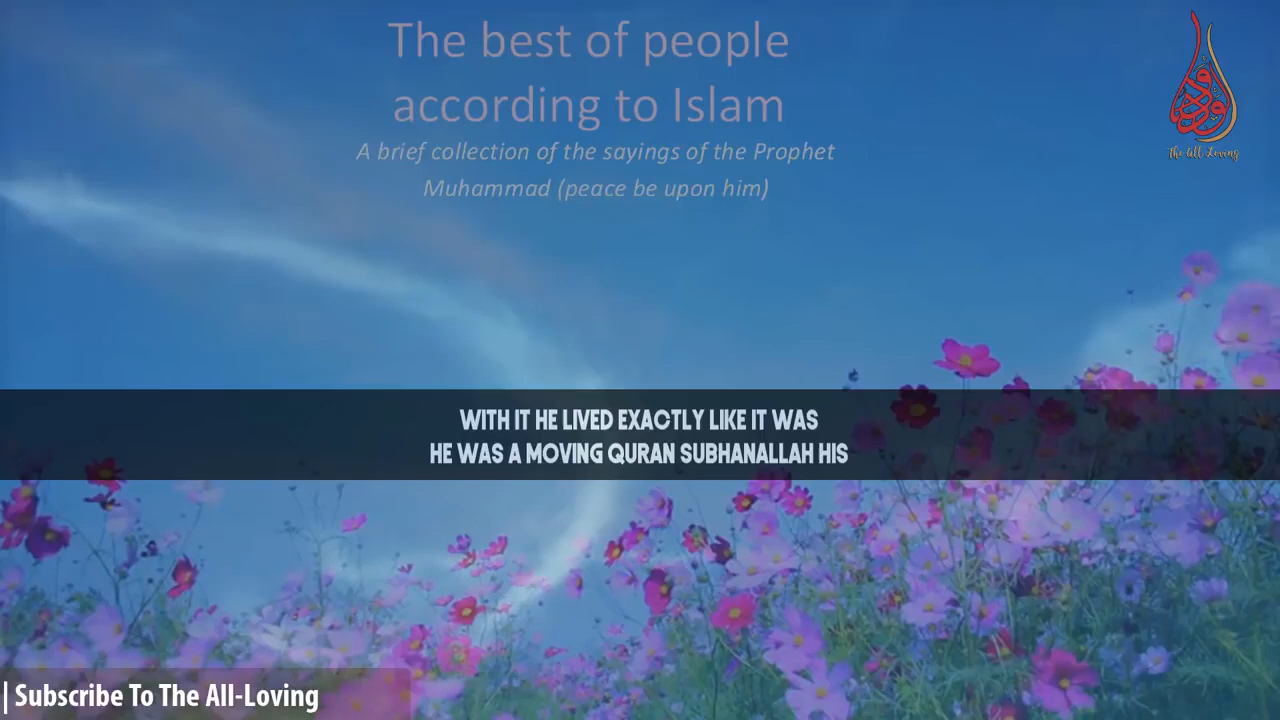 The best of people
according to Islam
A brief collection of the sayings of the Prophet
Muhammad (peace be upon him)
The All Loving
WITH IT HE LIVED EXACTLY LIKE IT WAS
HE WAS A MOVING QURAN SUBHANALLAH HIS
| Subscribe To The All-Loving